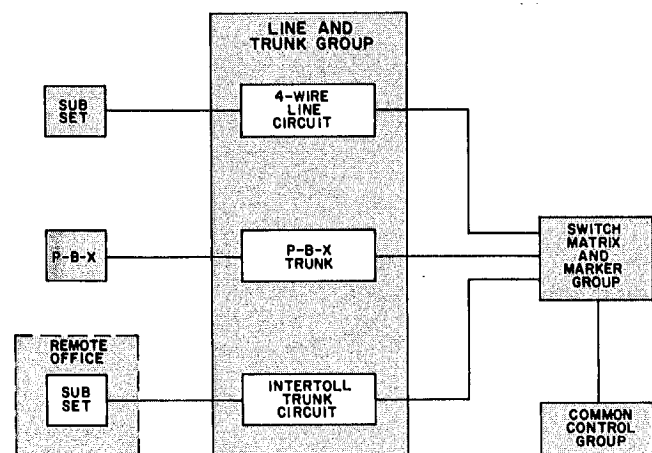 LINE AND
TRUNK GROUP
SUB
SET
4-WIRE
LINE
CIRCUIT
P-B-X
P-B-X
TRUNK
SWITCH
MATRIX
AND
MARKER
GROUP
REMOTE
OFFICE
SUB
SET
INTERTOLL
TRUNK
CIRCUIT
COMMON
CONTROL
GROUP